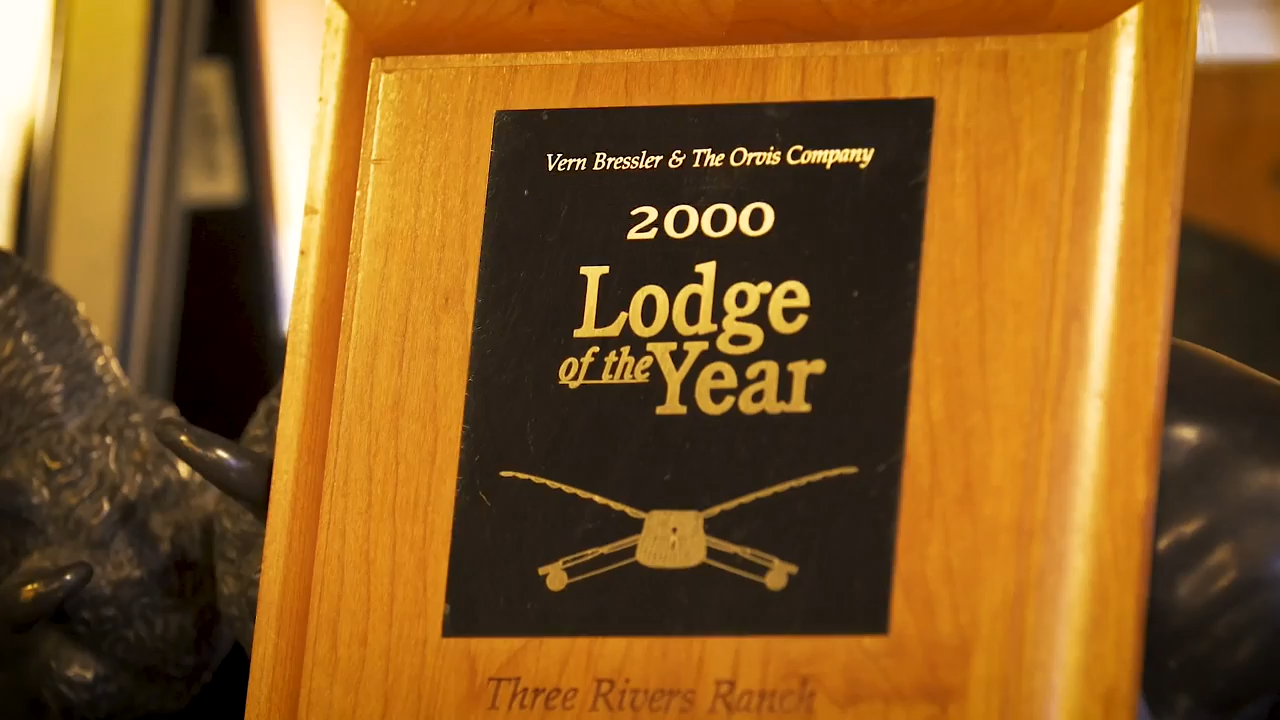 Vern Bressler & The Orvis Company
2000
Lodge
of the Year
Three Rivers Ranch